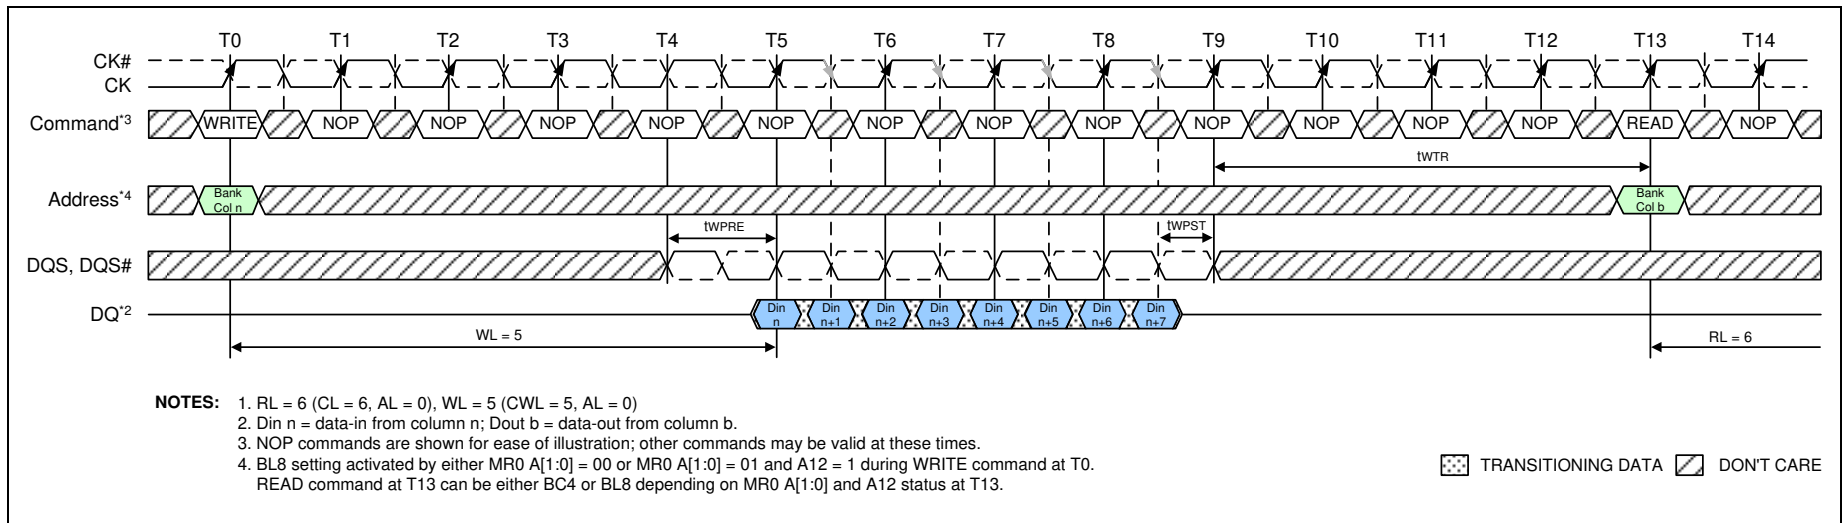 T0 T1 T2 T3 T4 T5 T6 T7 T8 T9 T10 T11 T12 T13 T14
CK#
CK
Command*3 WRITE NOP NOP NOP NOP NOP NOP NOP NOP NOP NOP NOP NOP READ NOP
tWTR
Address*4 Bank Col n Bank Col b
tWPRE tWPST
DQS, DQS#
DQ*2 Din n Din n+1 Din n+2 Din n+3 Din n+4 Din n+5 Din n+6 Din n+7
WL = 5 RL = 6
NOTES: 1. RL = 6 (CL = 6, AL = 0), WL = 5 (CWL = 5, AL = 0)
2. Din n = data-in from column n; Dout b = data-out from column b.
3. NOP commands are shown for ease of illustration; other commands may be valid at these times.
4. BL8 setting activated by either MR0 A[1:0] = 00 or MR0 A[1:0] = 01 and A12 = 1 during WRITE command at T0.
READ command at T13 can be either BC4 or BL8 depending on MR0 A[1:0] and A12 status at T13.
TRANSITIONING DATA DON'T CARE